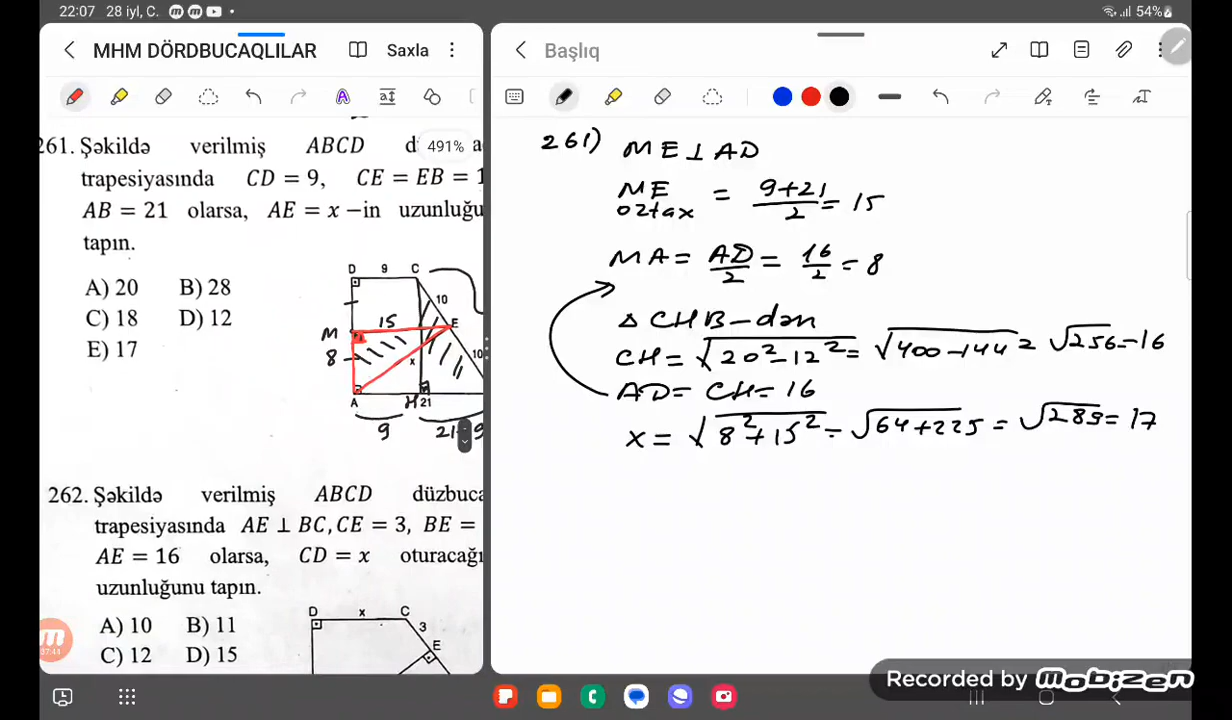 22:07 28 iyl, C.
54%
MHM DÖRDBUCAQLILAR Saxla
Başlıq
261. Şəkildə verilmiş ABCD d
491%
trapesiyasında CD = 9, CE = EB = 1
AB = 21 olarsa, AE = x −in uzunluğu
tapın.
A) 20 B) 28
C) 18 D) 12
E) 17
D 9 C
10
M 15 E
8 x 10
A H 21
9 21-9
262. Şəkildə verilmiş ABCD düzbuca
trapesiyasında AE ⊥ BC, CE = 3, BE =
AE = 16 olarsa, CD = x oturacağı
uzunluğunu tapın.
A) 10 B) 11
C) 12 D) 15
D x C
3
E
261) ME⊥AD
ME = 9+21/2 = 15
oztax
MA = AD/2 = 16/2 = 8
△ CHB-dən
CH = √20²-12² = √400-144 = √256 - 16
AD = CH = 16
x = √8²+15² = √64+225 = √289 = 17
57:41
Recorded by mobizen